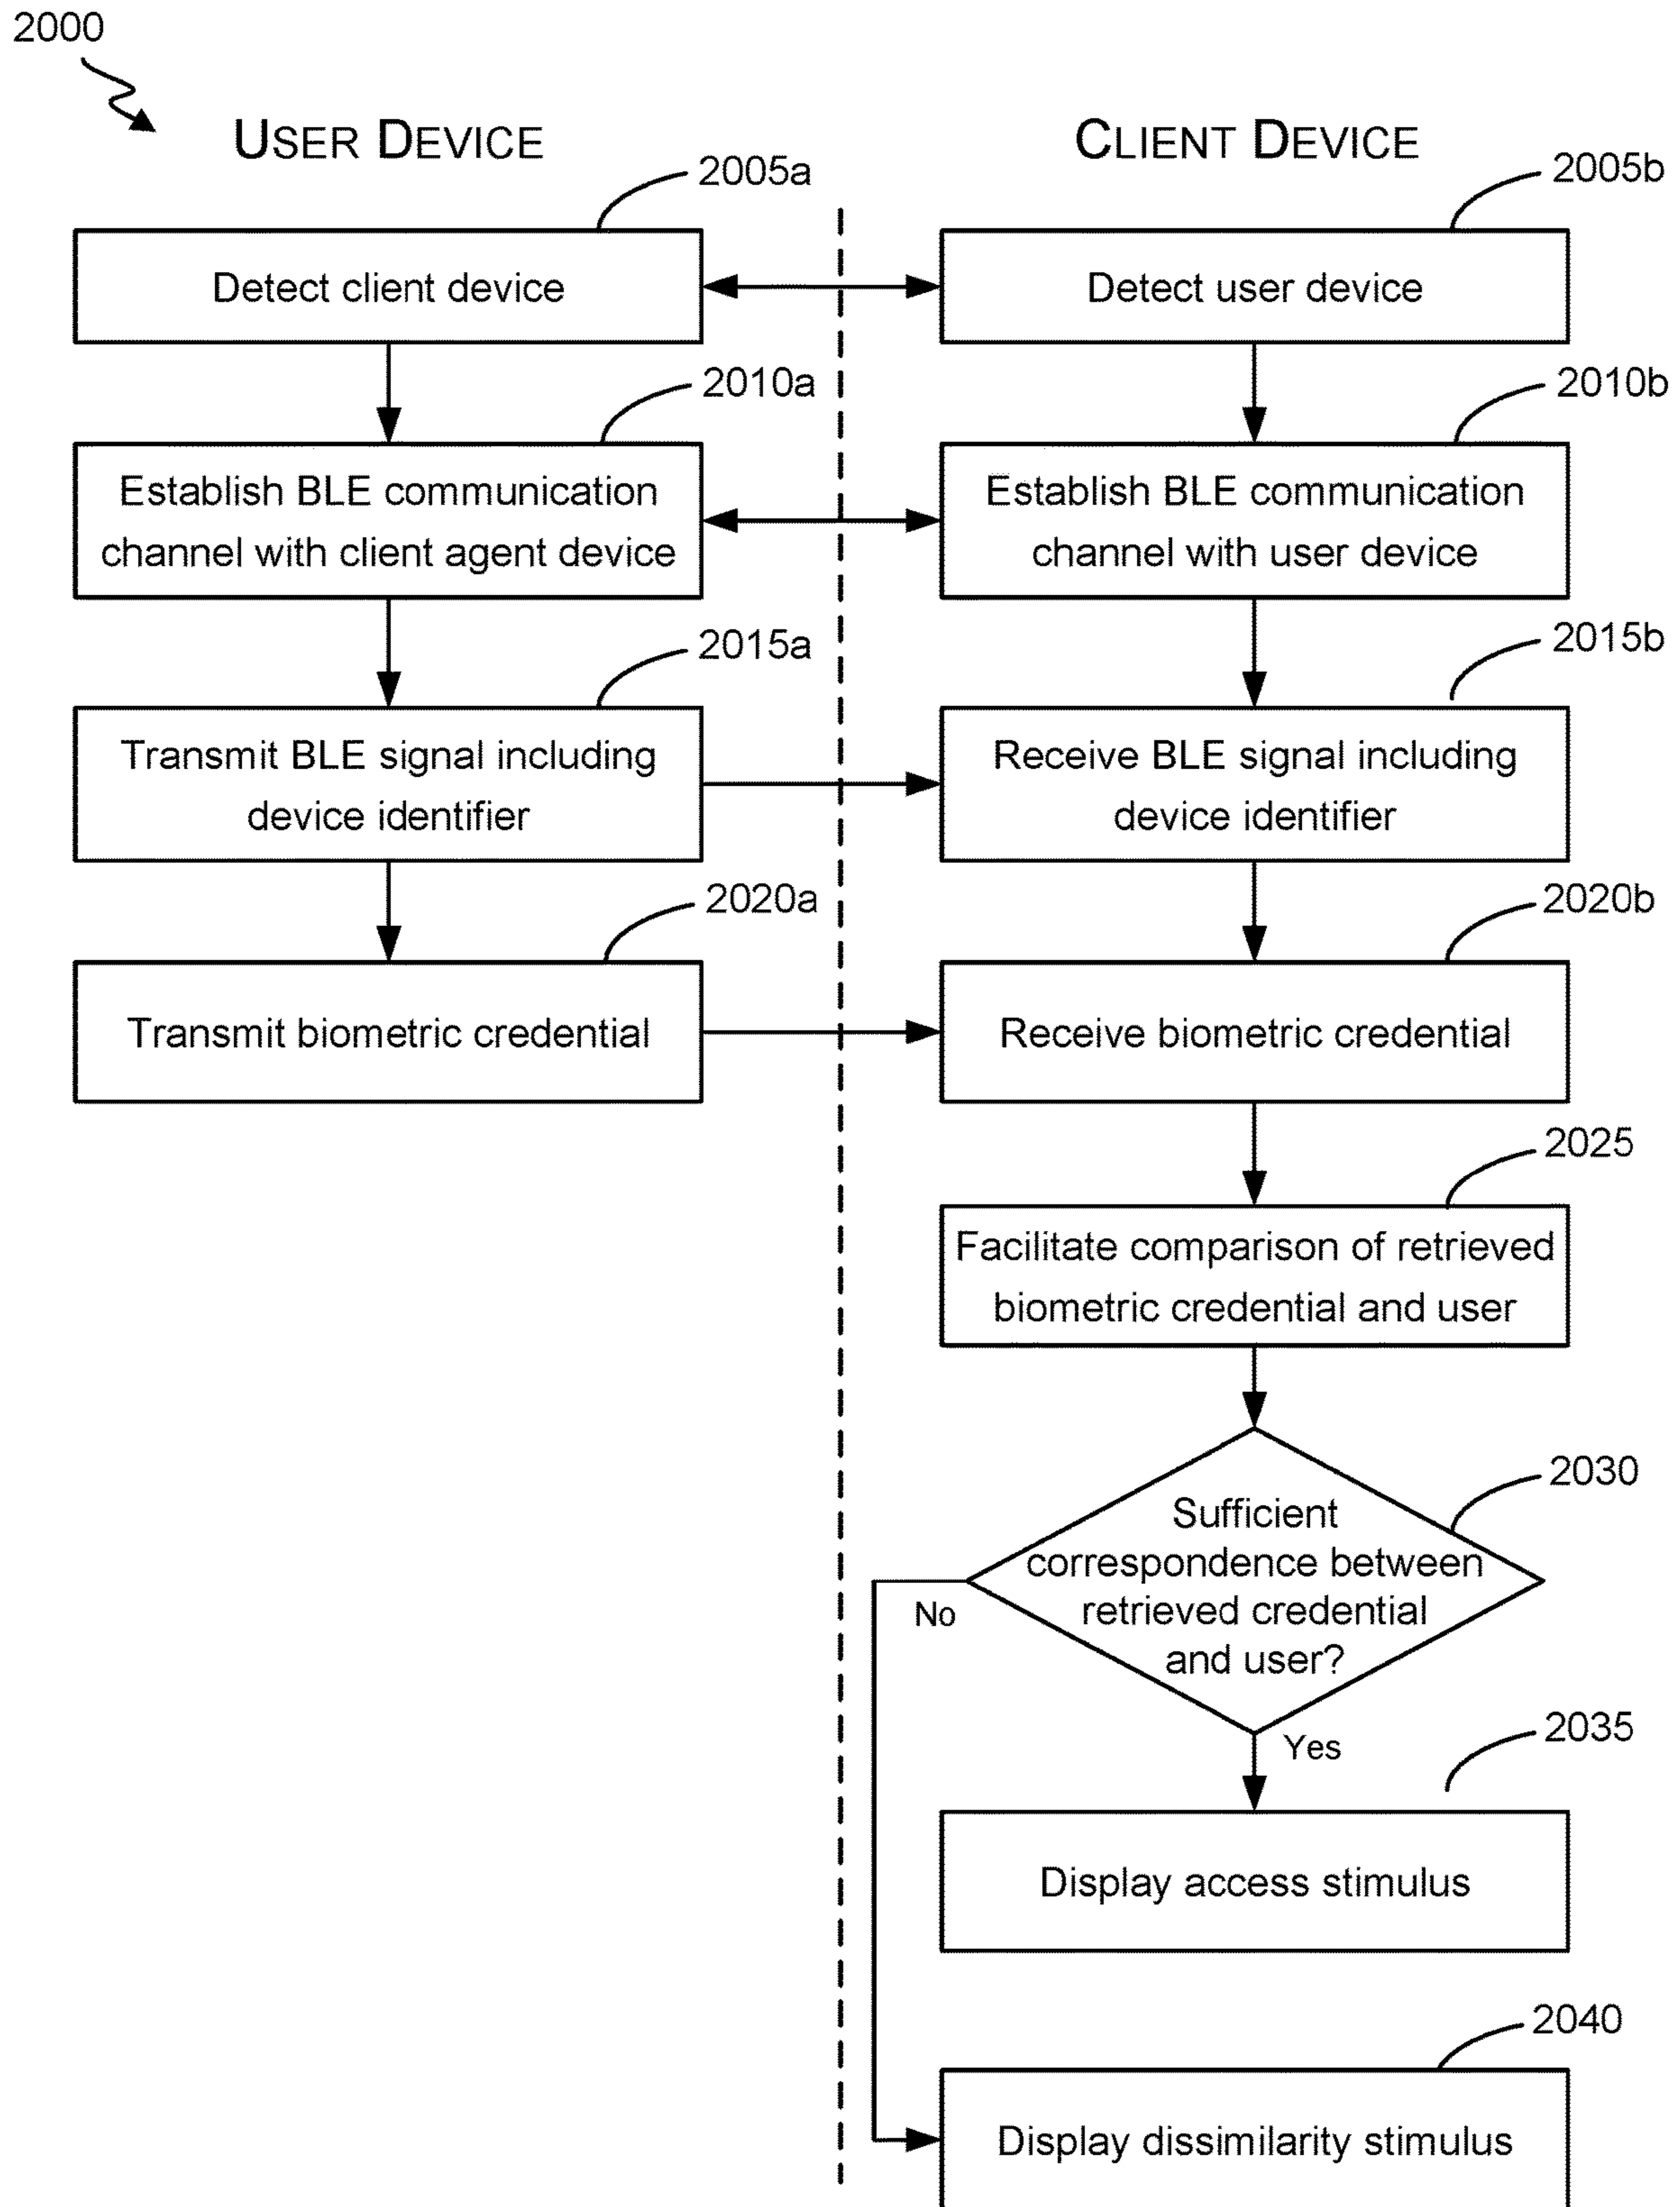 2000
USER DEVICE
CLIENT DEVICE
2005a
2005b
Detect client device
Detect user device
2010a
2010b
Establish BLE communication
channel with client agent device
Establish BLE communication
channel with user device
2015a
2015b
Transmit BLE signal including
device identifier
Receive BLE signal including
device identifier
2020a
2020b
Transmit biometric credential
Receive biometric credential
2025
Facilitate comparison of retrieved
biometric credential and user
2030
Sufficient
correspondence between
retrieved credential
and user?
No
Yes
2035
Display access stimulus
2040
Display dissimilarity stimulus